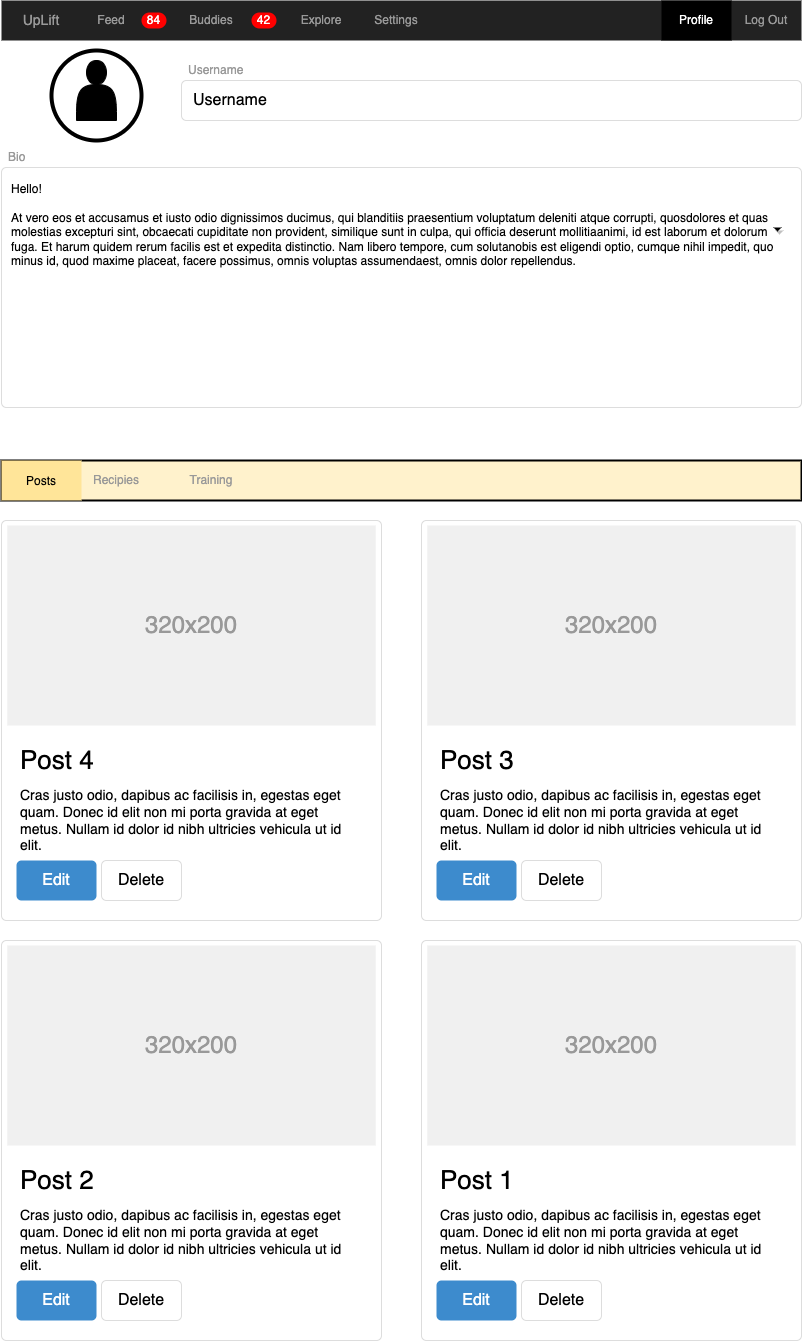 UpLift Feed 84 Buddies 42 Explore Settings Profile Log Out
Username
Username
Bio
Hello!
At vero eos et accusamus et iusto odio dignissimos ducimus, qui blanditiis praesentium voluptatum deleniti atque corrupti, quosdolores et quas
molestias excepturi sint, obcaecati cupiditate non provident, similique sunt in culpa, qui officia deserunt mollitiaanimi, id est laborum et dolorum
fuga. Et harum quidem rerum facilis est et expedita distinctio. Nam libero tempore, cum solutanobis est eligendi optio, cumque nihil impedit, quo
minus id, quod maxime placeat, facere possimus, omnis voluptas assumendaest, omnis dolor repellendus.
Posts Recipies Training
320x200
Post 4
Cras justo odio, dapibus ac facilisis in, egestas eget
quam. Donec id elit non mi porta gravida at eget
metus. Nullam id dolor id nibh ultricies vehicula ut id
elit.
Edit Delete
320x200
Post 3
Cras justo odio, dapibus ac facilisis in, egestas eget
quam. Donec id elit non mi porta gravida at eget
metus. Nullam id dolor id nibh ultricies vehicula ut id
elit.
Edit Delete
320x200
Post 2
Cras justo odio, dapibus ac facilisis in, egestas eget
quam. Donec id elit non mi porta gravida at eget
metus. Nullam id dolor id nibh ultricies vehicula ut id
elit.
Edit Delete
320x200
Post 1
Cras justo odio, dapibus ac facilisis in, egestas eget
quam. Donec id elit non mi porta gravida at eget
metus. Nullam id dolor id nibh ultricies vehicula ut id
elit.
Edit Delete